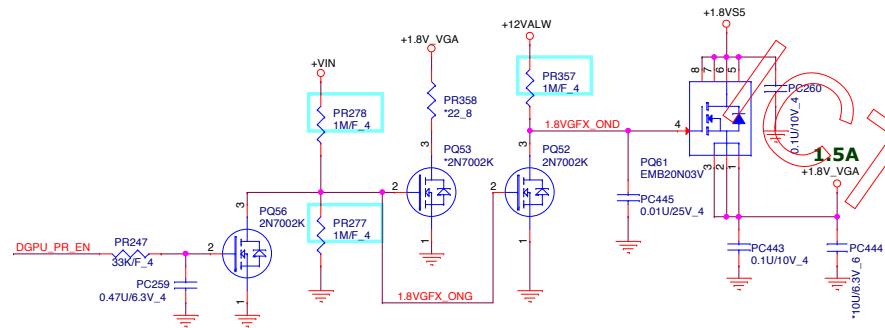 +1.8VS5
+12VALW
+1.8V_VGA
+VIN
8
7
6
5
PR357
1M/F_4
PC260
0.1U/10V_4
PR358
*22_8
PR278
1M/F_4
1.8VGFX_OND
4
3
PQ53
*2N7002K
3
PQ52
2N7002K
PQ61
EMB20N03V
3
2
1
1.5A
+1.8V_VGA
2
2
1
1
PC445
0.01U/25V_4
3
PQ56
2N7002K
PR277
1M/F_4
DGPU_PR_EN
PR247
33K/F_4
2
1
PC259
0.47U/6.3V_4
1.8VGFX_ONG
PC443
0.1U/10V_4
PC444
*10U/6.3V_6